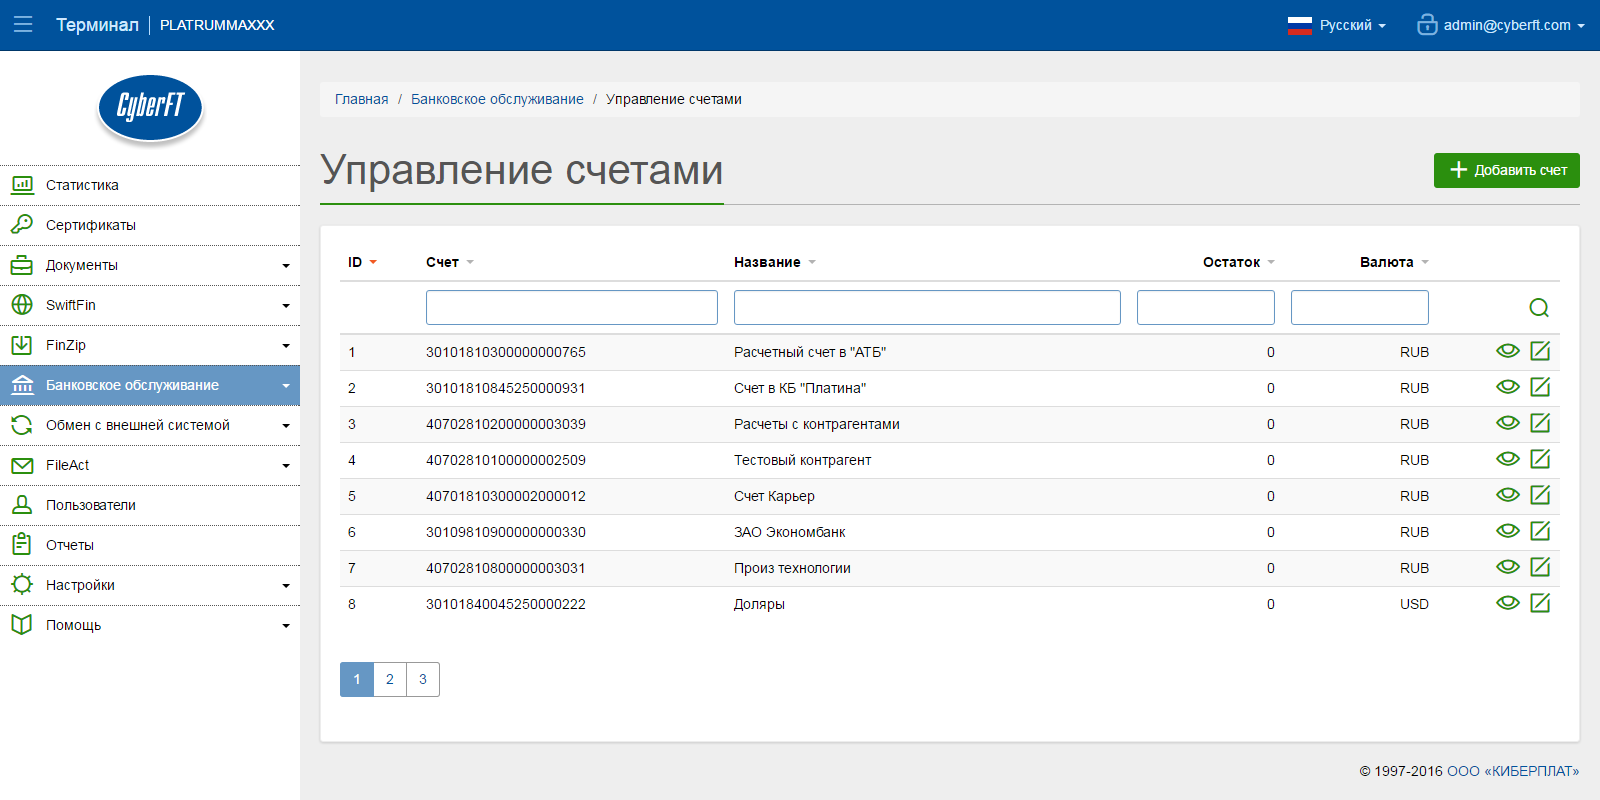 Терминал PLATRUMMAXXX Русский admin@cyberft.com
CyberFT
Статистика
Сертификаты
Документы
SwiftFin
FinZip
Банковское обслуживание
Обмен с внешней системой
FileAct
Пользователи
Отчеты
Настройки
Помощь
Главная / Банковское обслуживание / Управление счетами
Управление счетами
Добавить счет
ID Счет Название Остаток Валюта
1 30101810300000000765 Расчетный счет в "АТБ" 0 RUB
2 30101810845250000931 Счет в КБ "Платина" 0 RUB
3 40702810200000003039 Расчеты с контрагентами 0 RUB
4 40702810100000002509 Тестовый контрагент 0 RUB
5 40701810300002000012 Счет Карьер 0 RUB
6 30109810900000000330 ЗАО Экономбанк 0 RUB
7 40702810800000003031 Произ технологии 0 RUB
8 30101840045250000222 Доляры 0 USD
1 2 3
© 1997-2016 ООО «КИБЕРПЛАТ»